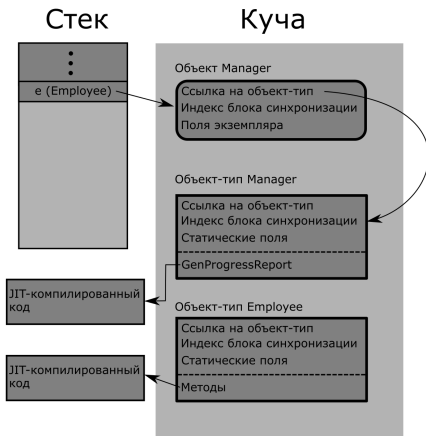 Стек
Куча
e (Employee)
Объект Manager
Ссылка на объект-тип
Индекс блока синхронизации
Поля экземпляра
Объект-тип Manager
Ссылка на объект-тип
Индекс блока синхронизации
Статические поля
GenProgressReport
JIT-компилированный
код
Объект-тип Employee
Ссылка на объект-тип
Индекс блока синхронизации
Статические поля
Методы
JIT-компилированный
код